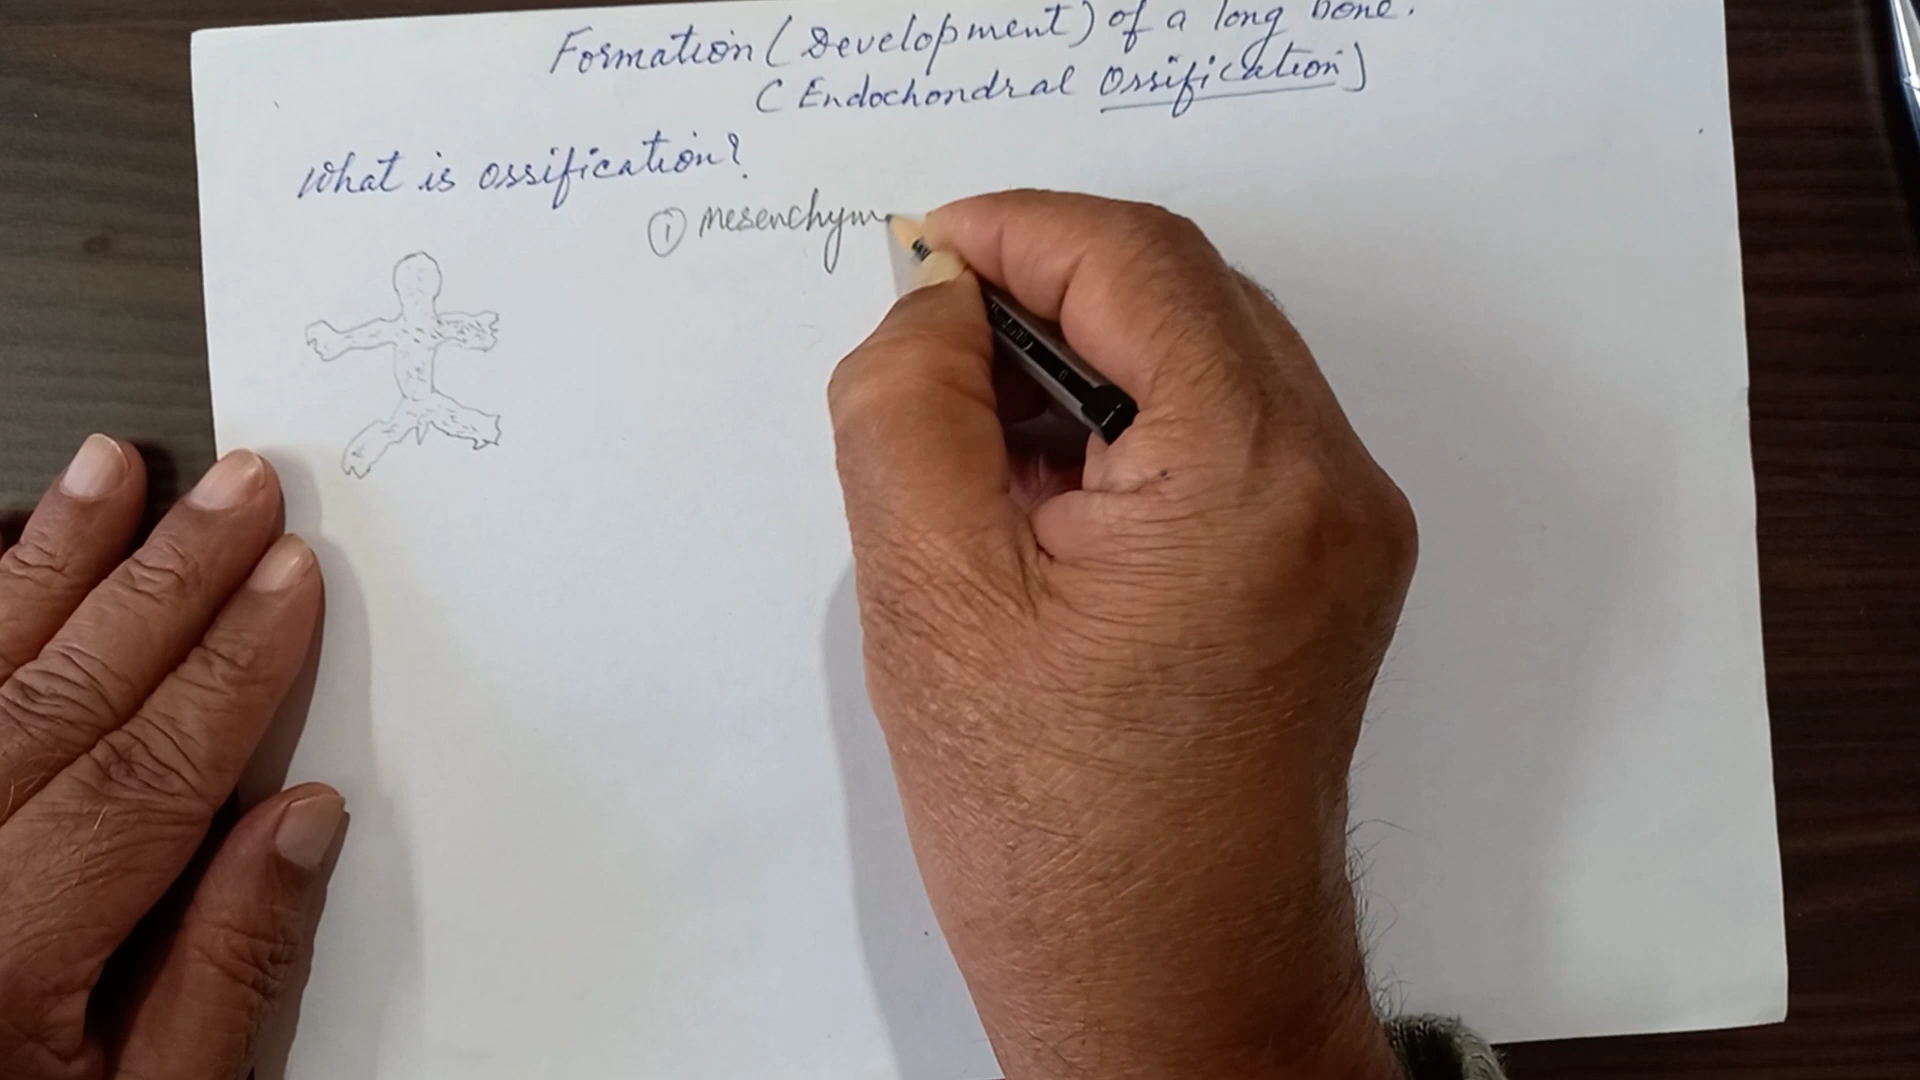 Formation (Development) of a long bone.
(Endochondral Ossification)
What is ossification?
① Mesenchym